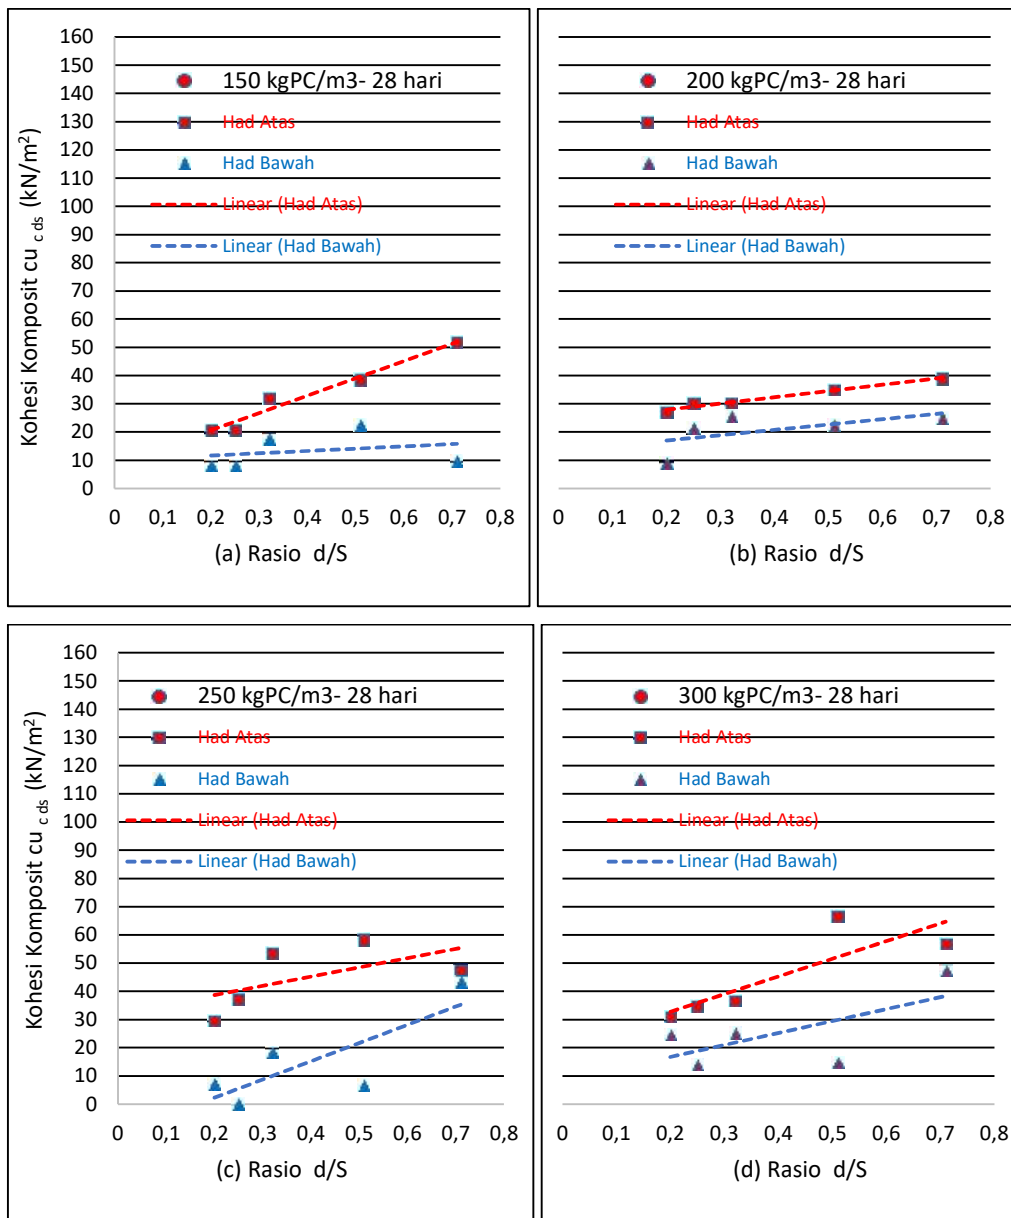 Kohesi Komposit cu c ds (kN/m²)
160
150
140
130
120
110
100
90
80
70
60
50
40
30
20
10
0
150 kgPC/m3- 28 hari
Had Atas
Had Bawah
Linear (Had Atas)
Linear (Had Bawah)
0 0,1 0,2 0,3 0,4 0,5 0,6 0,7 0,8
(a) Rasio d/S
200 kgPC/m3- 28 hari
Had Atas
Had Bawah
Linear (Had Atas)
Linear (Had Bawah)
0 0,1 0,2 0,3 0,4 0,5 0,6 0,7 0,8
(b) Rasio d/S
Kohesi Komposit cu c ds (kN/m²)
160
150
140
130
120
110
100
90
80
70
60
50
40
30
20
10
0
250 kgPC/m3- 28 hari
Had Atas
Had Bawah
Linear (Had Atas)
Linear (Had Bawah)
0 0,1 0,2 0,3 0,4 0,5 0,6 0,7 0,8
(c) Rasio d/S
300 kgPC/m3- 28 hari
Had Atas
Had Bawah
Linear (Had Atas)
Linear (Had Bawah)
0 0,1 0,2 0,3 0,4 0,5 0,6 0,7 0,8
(d) Rasio d/S